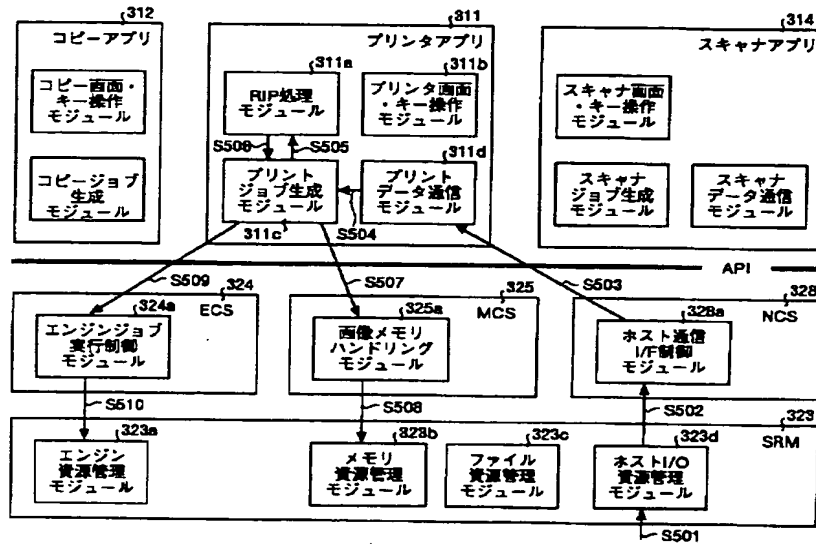 312
コピーアプリ
コピー画面・
キー操作
モジュール
コピージョブ
生成
モジュール
311
プリンタアプリ
311a
RIP処理
モジュール
311b
プリンタ画面
・キー操作
モジュール
S506
S505
311d
プリント
ジョブ生成
モジュール
プリント
データ通信
モジュール
311c
S504
314
スキャナアプリ
スキャナ画面
・キー操作
モジュール
スキャナ
ジョブ生成
モジュール
スキャナ
データ通信
モジュール
API
S509
S507
S503
324
ECS
324a
エンジンジョブ
実行制御
モジュール
325
MCS
325a
画像メモリ
ハンドリング
モジュール
328
NCS
328a
ホスト通信
I/F制御
モジュール
S510
S508
S502
323
SRM
323a
エンジン
資源管理
モジュール
323b
メモリ
資源管理
モジュール
323c
ファイル
資源管理
モジュール
323d
ホストI/O
資源管理
モジュール
S501